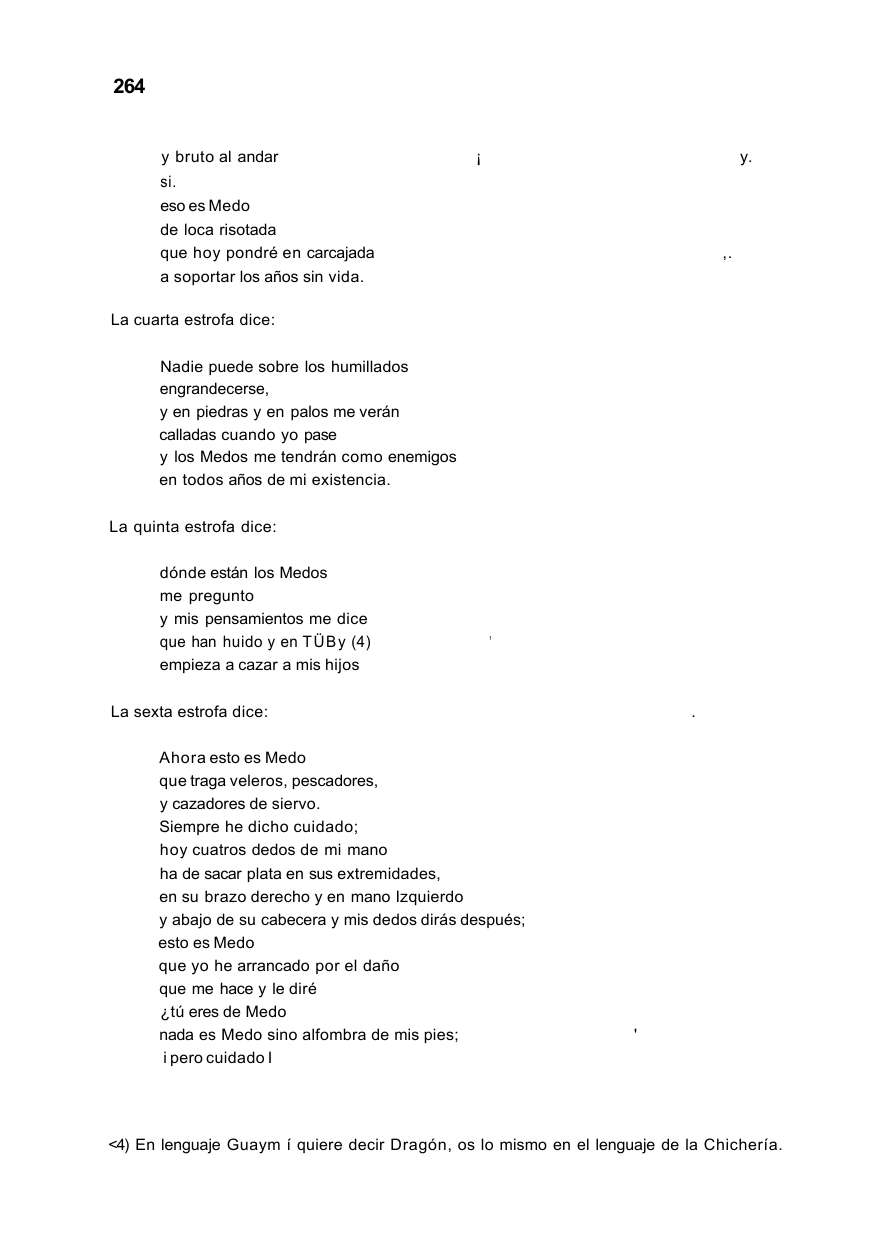 264
y bruto al andar ¡ y.
si.
eso es Medo
de loca risotada
que hoy pondré en carcajada ,.
a soportar los años sin vida.
La cuarta estrofa dice:
Nadie puede sobre los humillados
engrandecerse,
y en piedras y en palos me verán
calladas cuando yo pase
y los Medos me tendrán como enemigos
en todos años de mi existencia.
La quinta estrofa dice:
dónde están los Medos
me pregunto
y mis pensamientos me dice
que han huido y en TÜBy (4) '
empieza a cazar a mis hijos
La sexta estrofa dice: .
Ahora esto es Medo
que traga veleros, pescadores,
y cazadores de siervo.
Siempre he dicho cuidado;
hoy cuatros dedos de mi mano
ha de sacar plata en sus extremidades,
en su brazo derecho y en mano Izquierdo
y abajo de su cabecera y mis dedos dirás después;
esto es Medo
que yo he arrancado por el daño
que me hace y le diré
¿tú eres de Medo
nada es Medo sino alfombra de mis pies; '
i pero cuidado I
<4) En lenguaje Guaym í quiere decir Dragón, os lo mismo en el lenguaje de la Chichería.